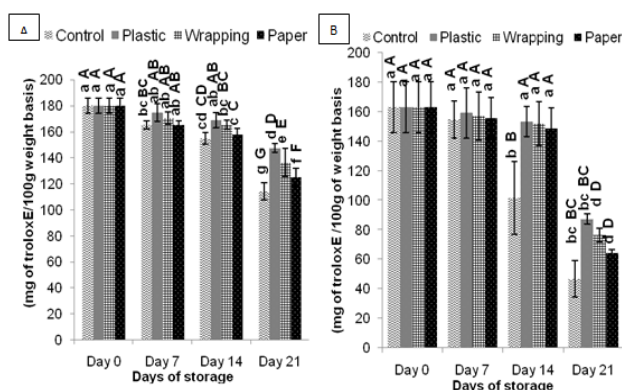 A
Control Plastic Wrapping Paper
200
180
160
140
120
100
80
60
40
20
0
(mg of troloxE/100g weight basis
a A
a A
a A
a A
bc BC
ab AB
ab AB
ab AB
cd CD
ab AB
bc BC
c C
g G
d D
e E
f F
Day 0 Day 7 Day 14 Day 21
Days of storage
B
Control Plastic Wrapping Paper
200
180
160
140
120
100
80
60
40
20
0
(mg of troloxE /100g of weight basis
a A
a A
a A
a A
a A
a A
a A
a A
b B
a A
a A
a A
bc BC
bc BC
d D
d D
Day 0 Day 7 Day 14 Day 21
Days of storage